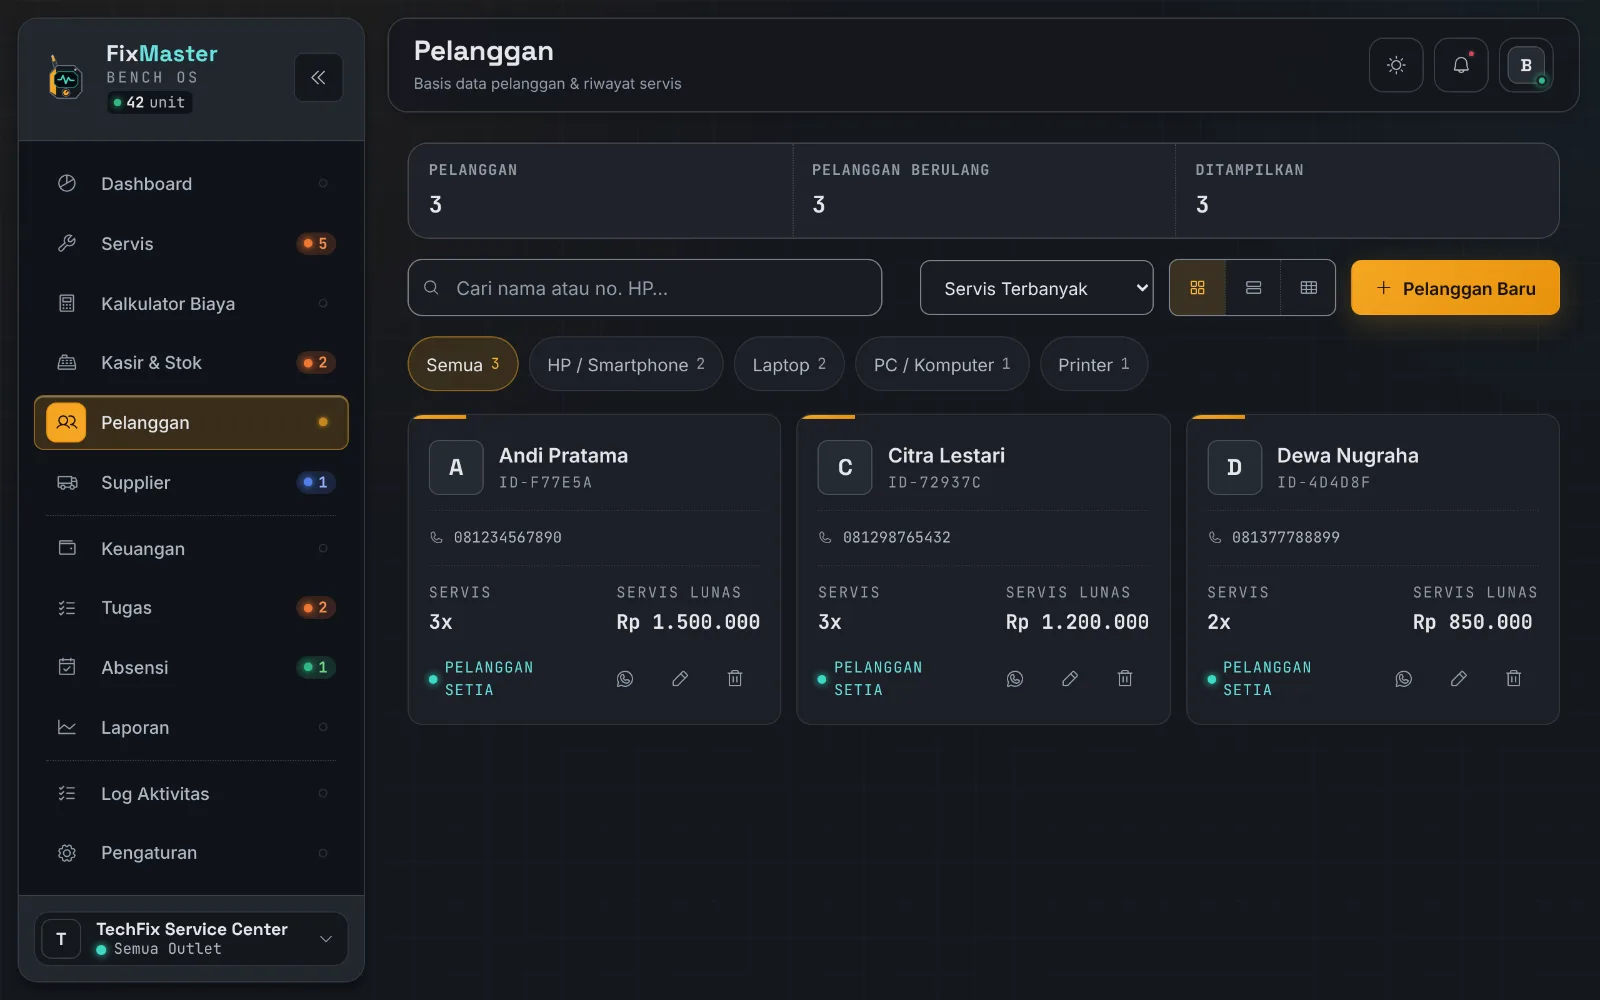 FixMaster
BENCH OS
42 unit
Dashboard
Servis 5
Kalkulator Biaya
Kasir & Stok 2
Pelanggan
Supplier 1
Keuangan
Tugas 2
Absensi 1
Laporan
Log Aktivitas
Pengaturan
T
TechFix Service Center
Semua Outlet
Pelanggan
Basis data pelanggan & riwayat servis
B
PELANGGAN
3
PELANGGAN BERULANG
3
DITAMPILKAN
3
Cari nama atau no. HP...
Servis Terbanyak
+ Pelanggan Baru
Semua 3
HP / Smartphone 2
Laptop 2
PC / Komputer 1
Printer 1
A
Andi Pratama
ID-F77E5A
081234567890
SERVIS
3x
SERVIS LUNAS
Rp 1.500.000
PELANGGAN
SETIA
C
Citra Lestari
ID-72937C
081298765432
SERVIS
3x
SERVIS LUNAS
Rp 1.200.000
PELANGGAN
SETIA
D
Dewa Nugraha
ID-4D4D8F
081377788899
SERVIS
2x
SERVIS LUNAS
Rp 850.000
PELANGGAN
SETIA